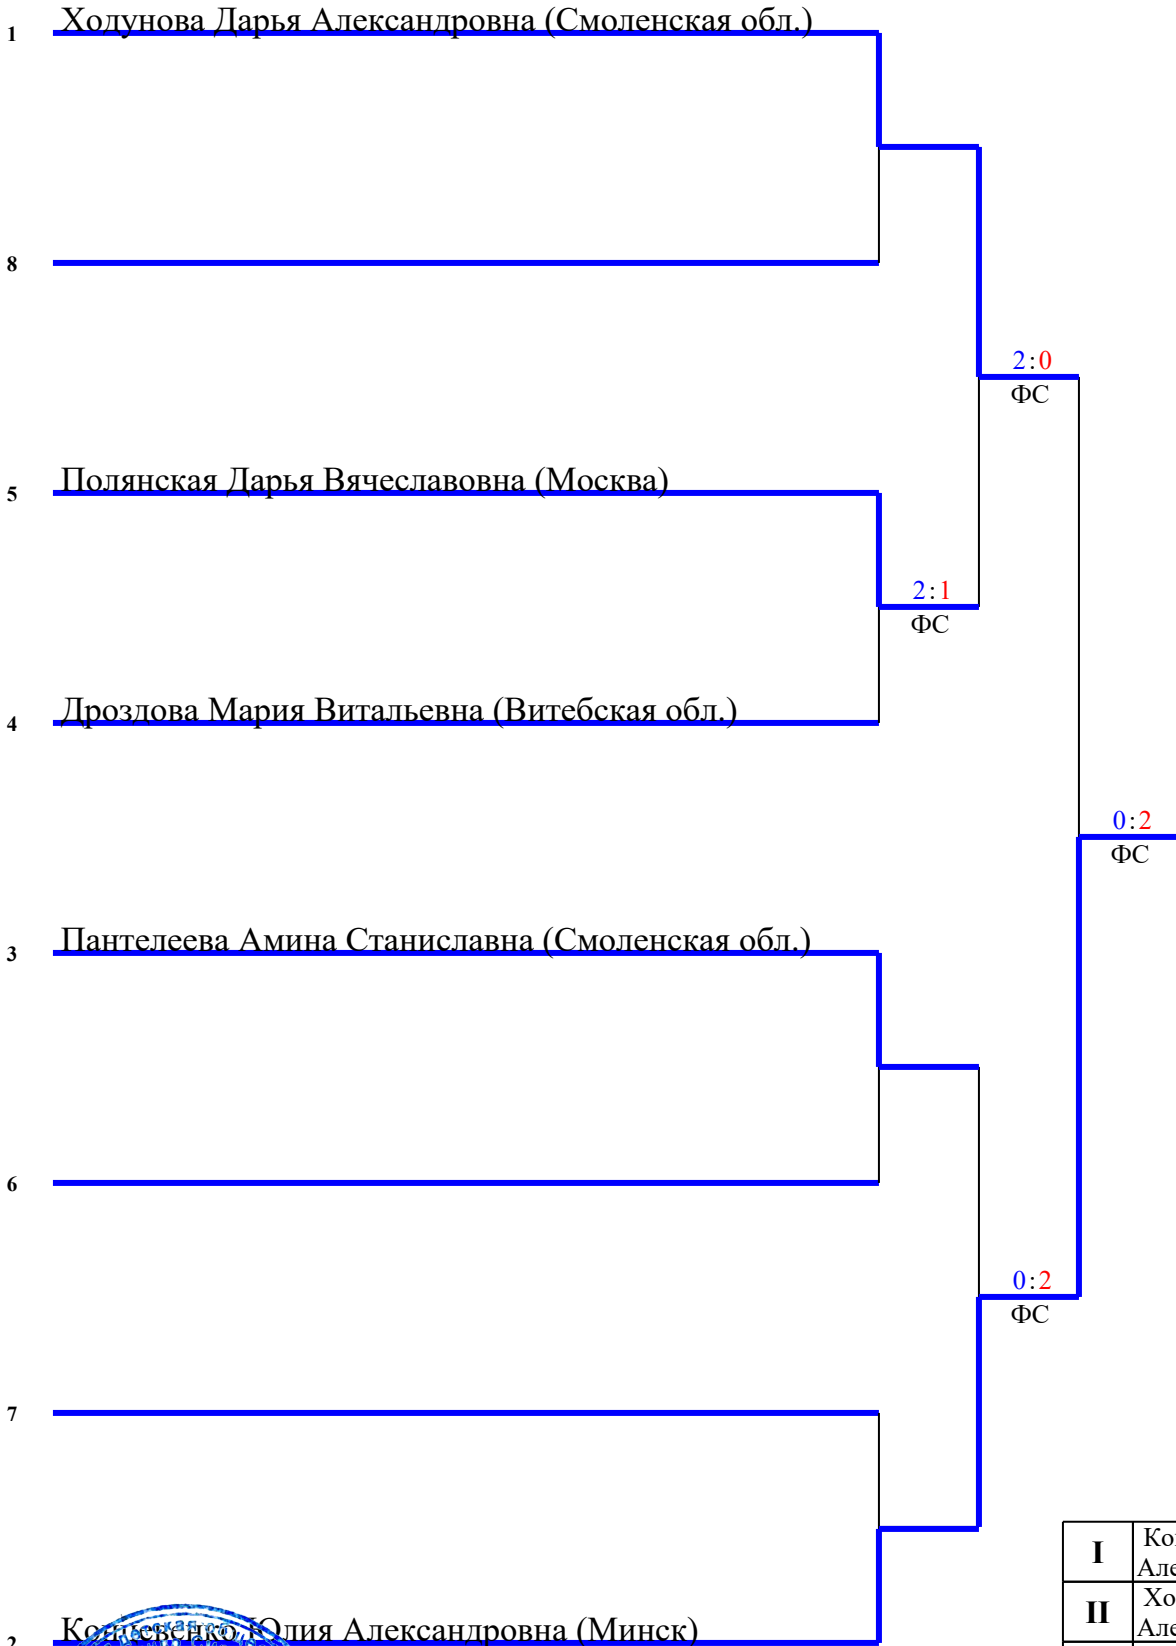 1 Ходунова Дарья Александровна (Смоленская обл.)
8
2:0
ФС
5 Полянская Дарья Вячеславовна (Москва)
2:1
ФС
4 Дроздова Мария Витальевна (Витебская обл.)
0:2
ФС
3 Пантелеева Амина Станиславна (Смоленская обл.)
6
0:2
ФС
7
I
II
2 Юлия Александровна (Минск)